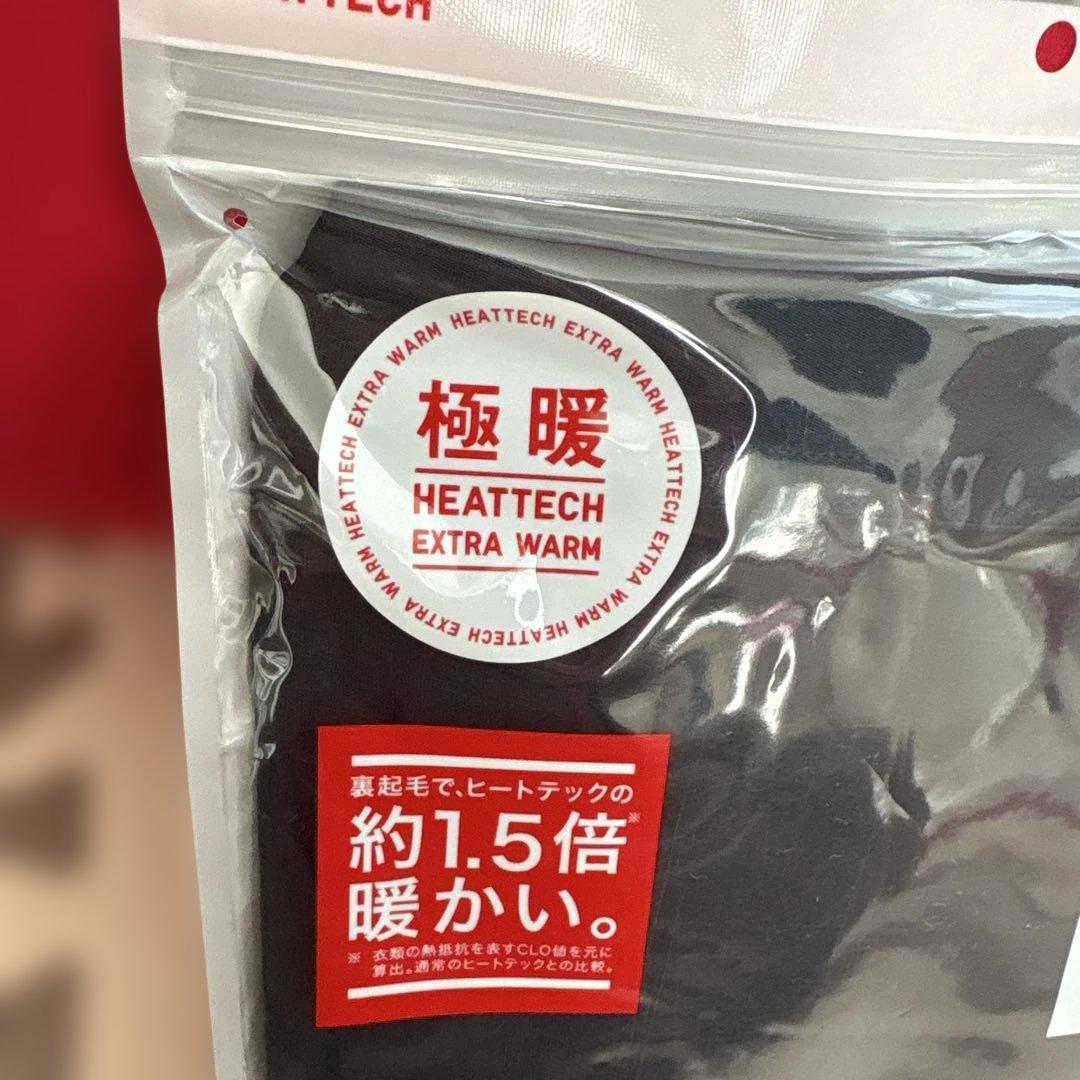 HEATTECH EXTRA WARM HEATTECH EXTRA WARM HEATTECH EXTRA WARM HEATTECH EXTRA WARM
極暖
HEATTECH
EXTRA WARM
裏起毛で、ヒートテックの
約1.5倍※
暖かい。
※ 衣類の熱抵抗を表すCLO値を元に
算出。通常のヒートテックとの比較。